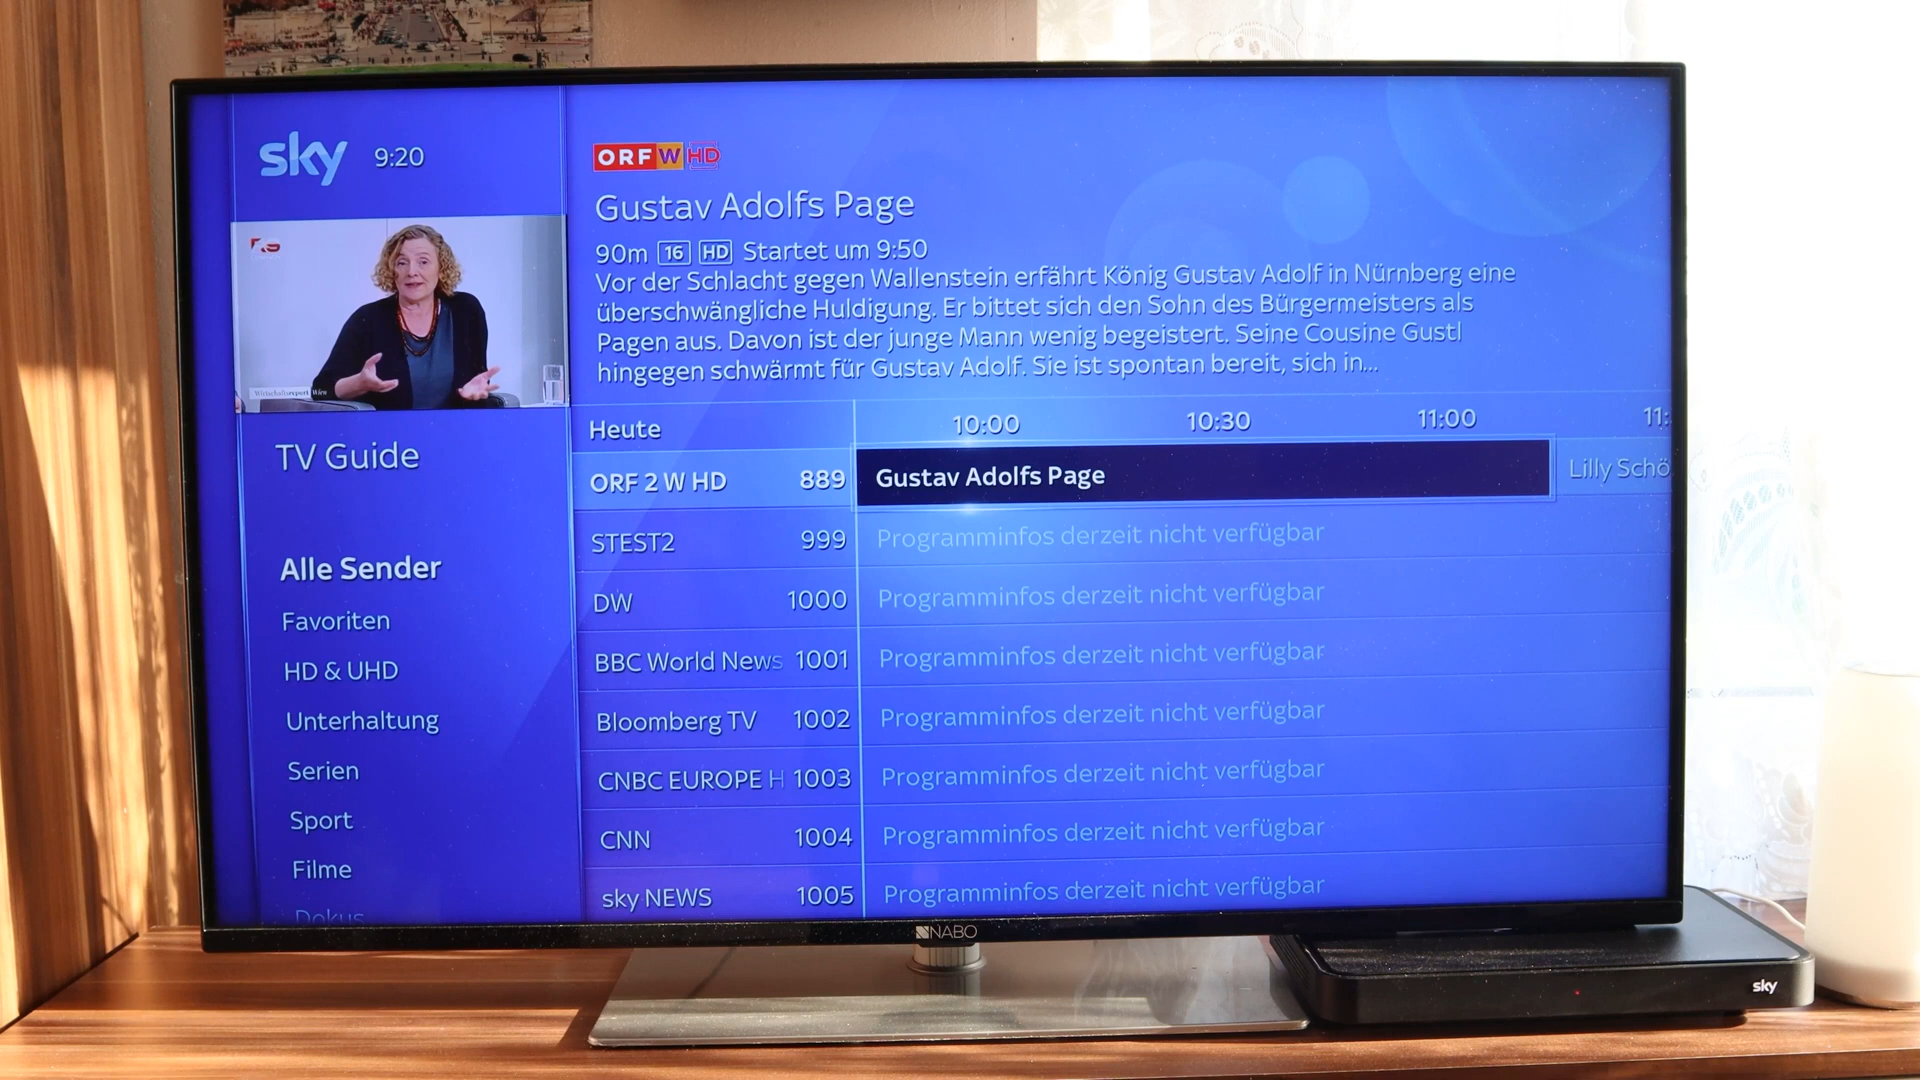 sky 9:20
ORF W HD
Gustav Adolfs Page
90m 16 HD Startet um 9:50
Vor der Schlacht gegen Wallenstein erfährt König Gustav Adolf in Nürnberg eine
überschwängliche Huldigung. Er bittet sich den Sohn des Bürgermeisters als
Pagen aus. Davon ist der junge Mann wenig begeistert. Seine Cousine Gustl
hingegen schwärmt für Gustav Adolf. Sie ist spontan bereit, sich in...
Wirtschaftsreport Wien
TV Guide
Alle Sender
Favoriten
HD & UHD
Unterhaltung
Serien
Sport
Filme
Dokus
Heute 10:00 10:30 11:00 11:
ORF 2 W HD 889 Gustav Adolfs Page Lilly Schö
STEST2 999 Programminfos derzeit nicht verfügbar
DW 1000 Programminfos derzeit nicht verfügbar
BBC World News 1001 Programminfos derzeit nicht verfügbar
Bloomberg TV 1002 Programminfos derzeit nicht verfügbar
CNBC EUROPE H 1003 Programminfos derzeit nicht verfügbar
CNN 1004 Programminfos derzeit nicht verfügbar
sky NEWS 1005 Programminfos derzeit nicht verfügbar
NABO
sky